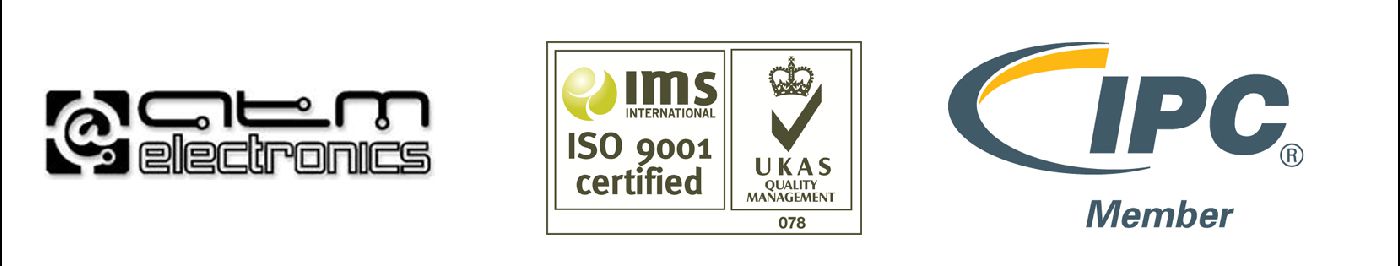 @ atm
electronics
ims
INTERNATIONAL
ISO 9001
certified
UKAS
QUALITY
MANAGEMENT
078
IPC®
Member